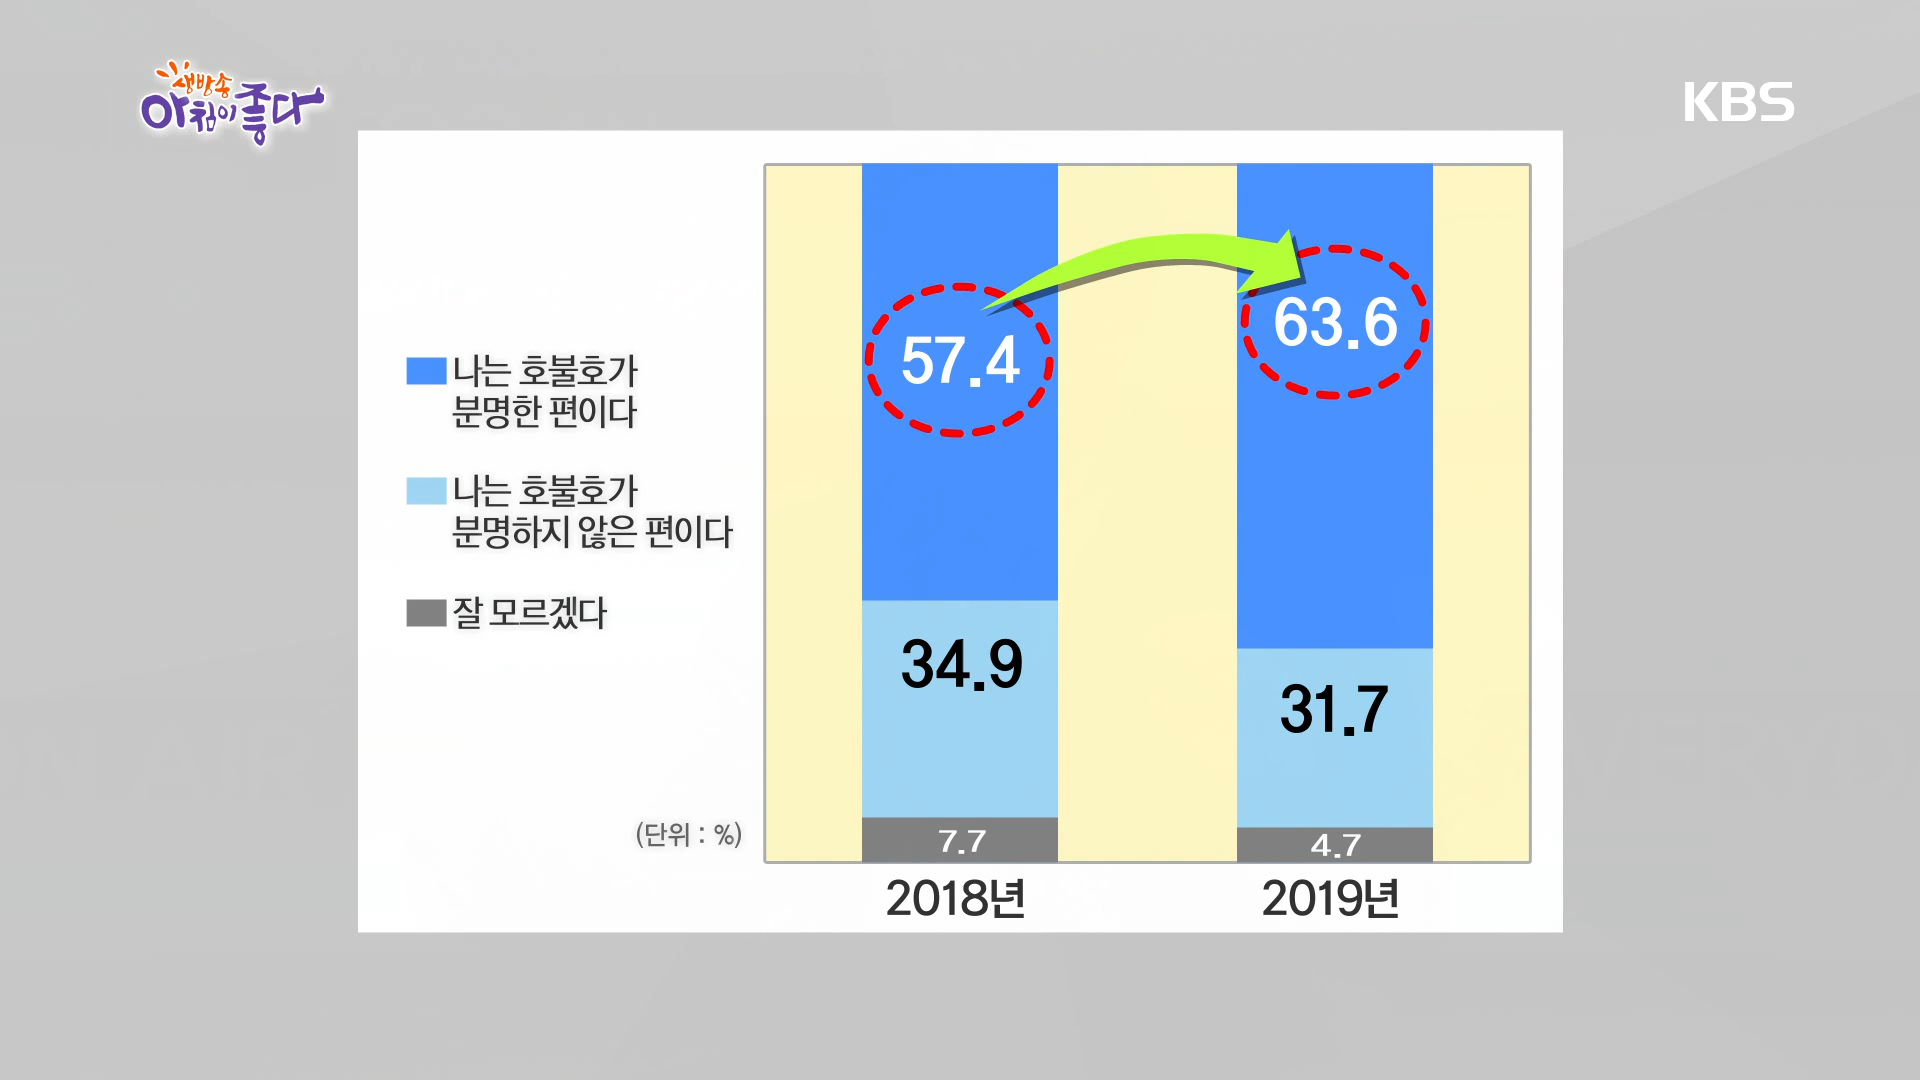 생방송
아침이 좋다
KBS
나는 호불호가
분명한 편이다
나는 호불호가
분명하지 않은 편이다
잘 모르겠다
(단위 : %)
57.4
63.6
34.9
31.7
7.7
4.7
2018년
2019년